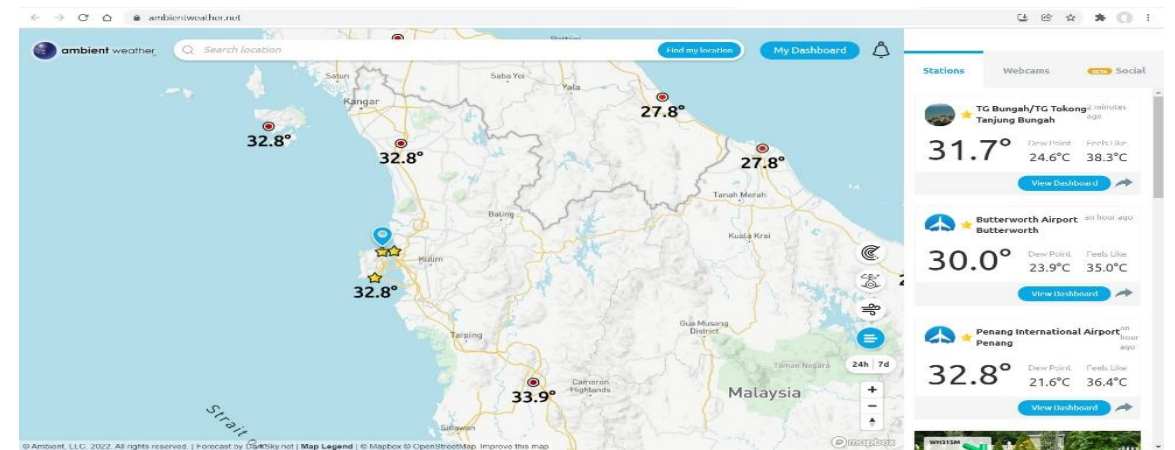 ambientweather.net
ambient weather
Search location
Find my location
My Dashboard
Stations
Webcams
BETA Social
Satun
Saba Yoi
Yala
Kangar
27.8°
32.8°
32.8°
27.8°
Tanah Merah
Baling
Kuala Krai
Kulim
32.8°
Gua Musang
District
Taiping
Taman Negara
24h 7d
Cameron
Highlands
33.9°
Malaysia
Strait
Sitiawan
© Ambient, LLC. 2022. All rights reserved. | Forecast by DarkSky.net | Map Legend | © Mapbox © OpenStreetMap Improve this map
mapbox
TG Bungah/TG Tokong 2 minutes ago
Tanjung Bungah
31.7°
Dew Point Feels Like
24.6°C 38.3°C
View Dashboard
Butterworth Airport an hour ago
Butterworth
30.0°
Dew Point Feels Like
23.9°C 35.0°C
View Dashboard
Penang International Airport an hour ago
Penang
32.8°
Dew Point Feels Like
21.6°C 36.4°C
View Dashboard
WH31SM